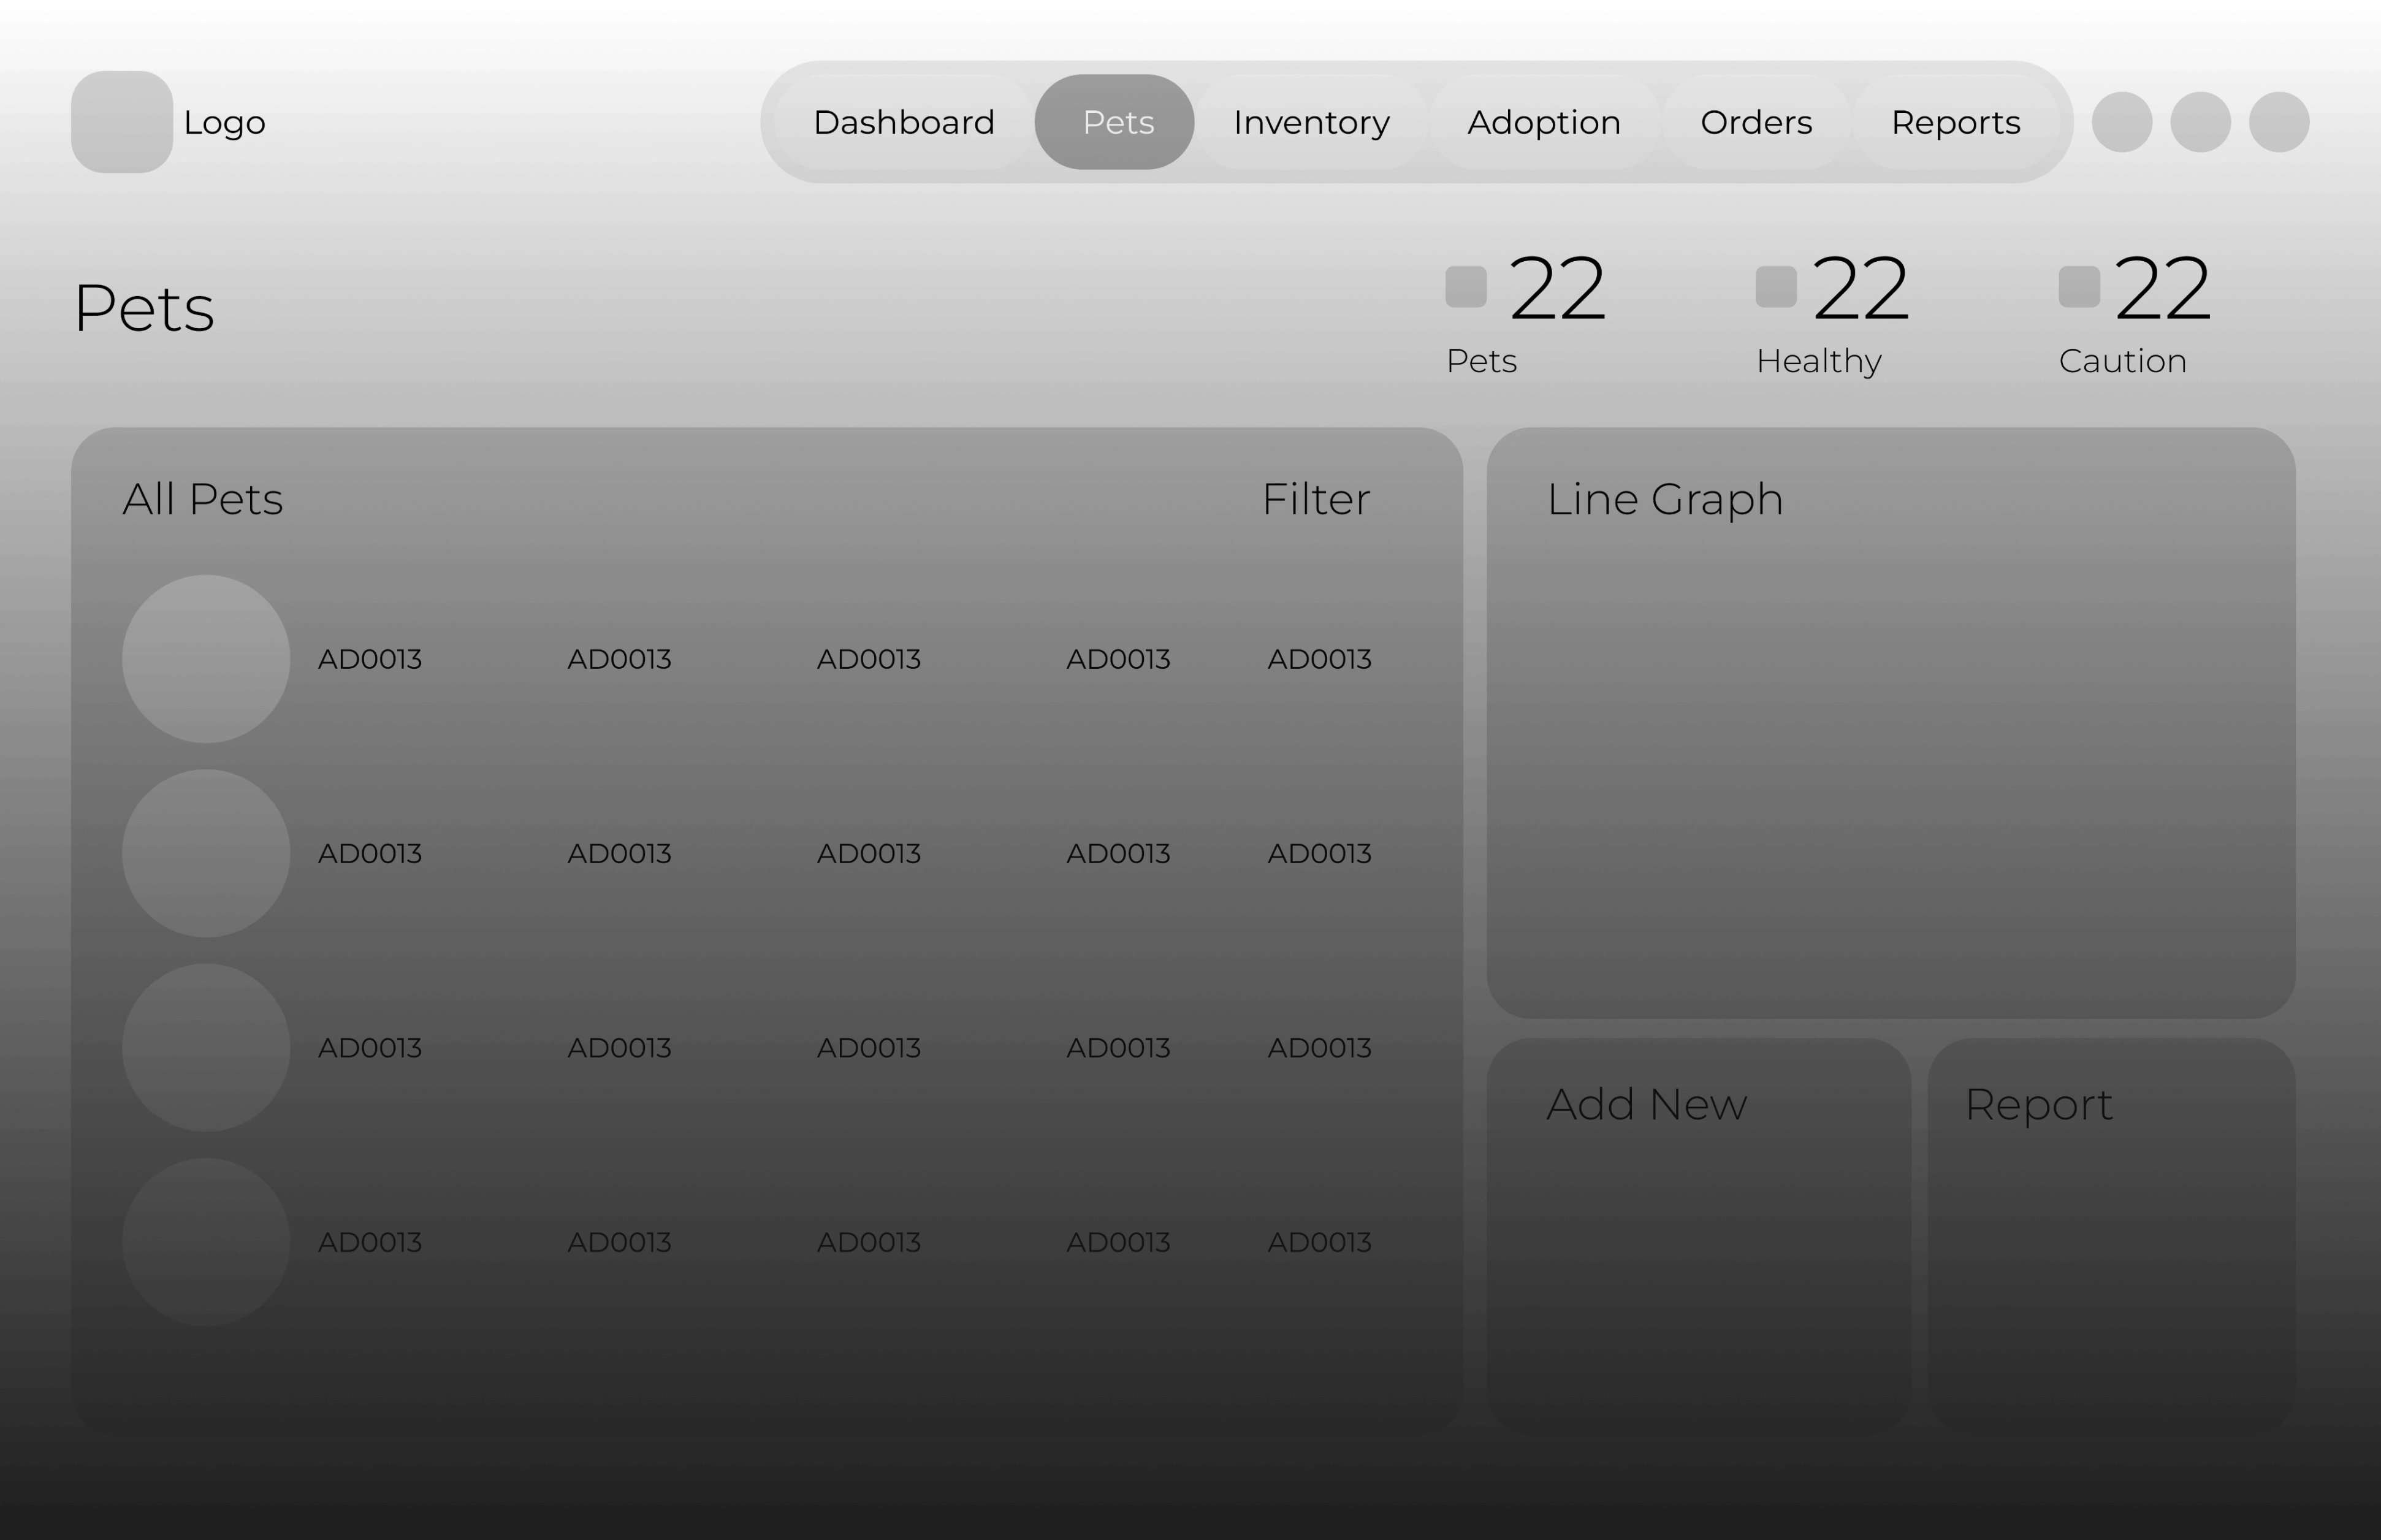 Logo
Dashboard Pets Inventory Adoption Orders Reports
Pets
22 22 22
Pets Healthy Caution
All Pets Filter
Line Graph
AD0013 AD0013 AD0013 AD0013 AD0013
AD0013 AD0013 AD0013 AD0013 AD0013
AD0013 AD0013 AD0013 AD0013 AD0013
AD0013 AD0013 AD0013 AD0013 AD0013
Add New
Report